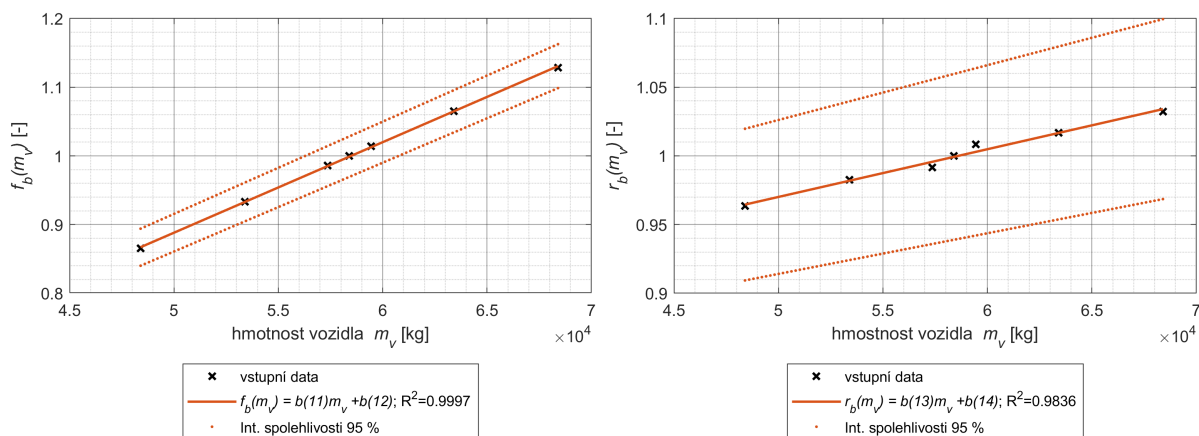 1.2
1.1
1
0.9
0.8
f_b(m_v) [-]
4.5 5 5.5 6 6.5 7
hmotnost vozidla m_v [kg]
×10^4
vstupní data
f_b(m_v) = b(11)m_v +b(12); R^2=0.9997
Int. spolehlivosti 95 %
1.1
1.05
1
0.95
0.9
r_b(m_v) [-]
4.5 5 5.5 6 6.5 7
hmostnost vozidla m_v [kg]
×10^4
vstupní data
r_b(m_v) = b(13)m_v +b(14); R^2=0.9836
Int. spolehlivosti 95 %